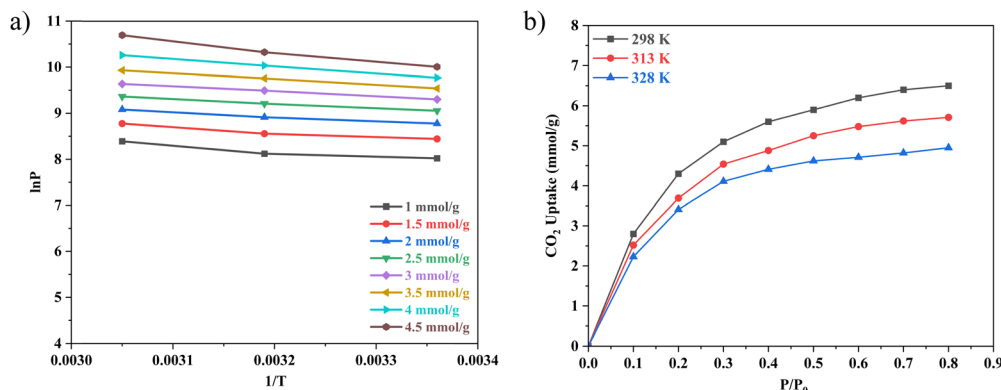 a)
11
10
9
8
7
6
5
4
lnP
1 mmol/g
1.5 mmol/g
2 mmol/g
2.5 mmol/g
3 mmol/g
3.5 mmol/g
4 mmol/g
4.5 mmol/g
0.0030 0.0031 0.0032 0.0033 0.0034
1/T
b)
298 K
313 K
328 K
8
7
6
5
4
3
2
1
0
CO₂ Uptake (mmol/g)
0.0 0.1 0.2 0.3 0.4 0.5 0.6 0.7 0.8 0.9
P/P₀